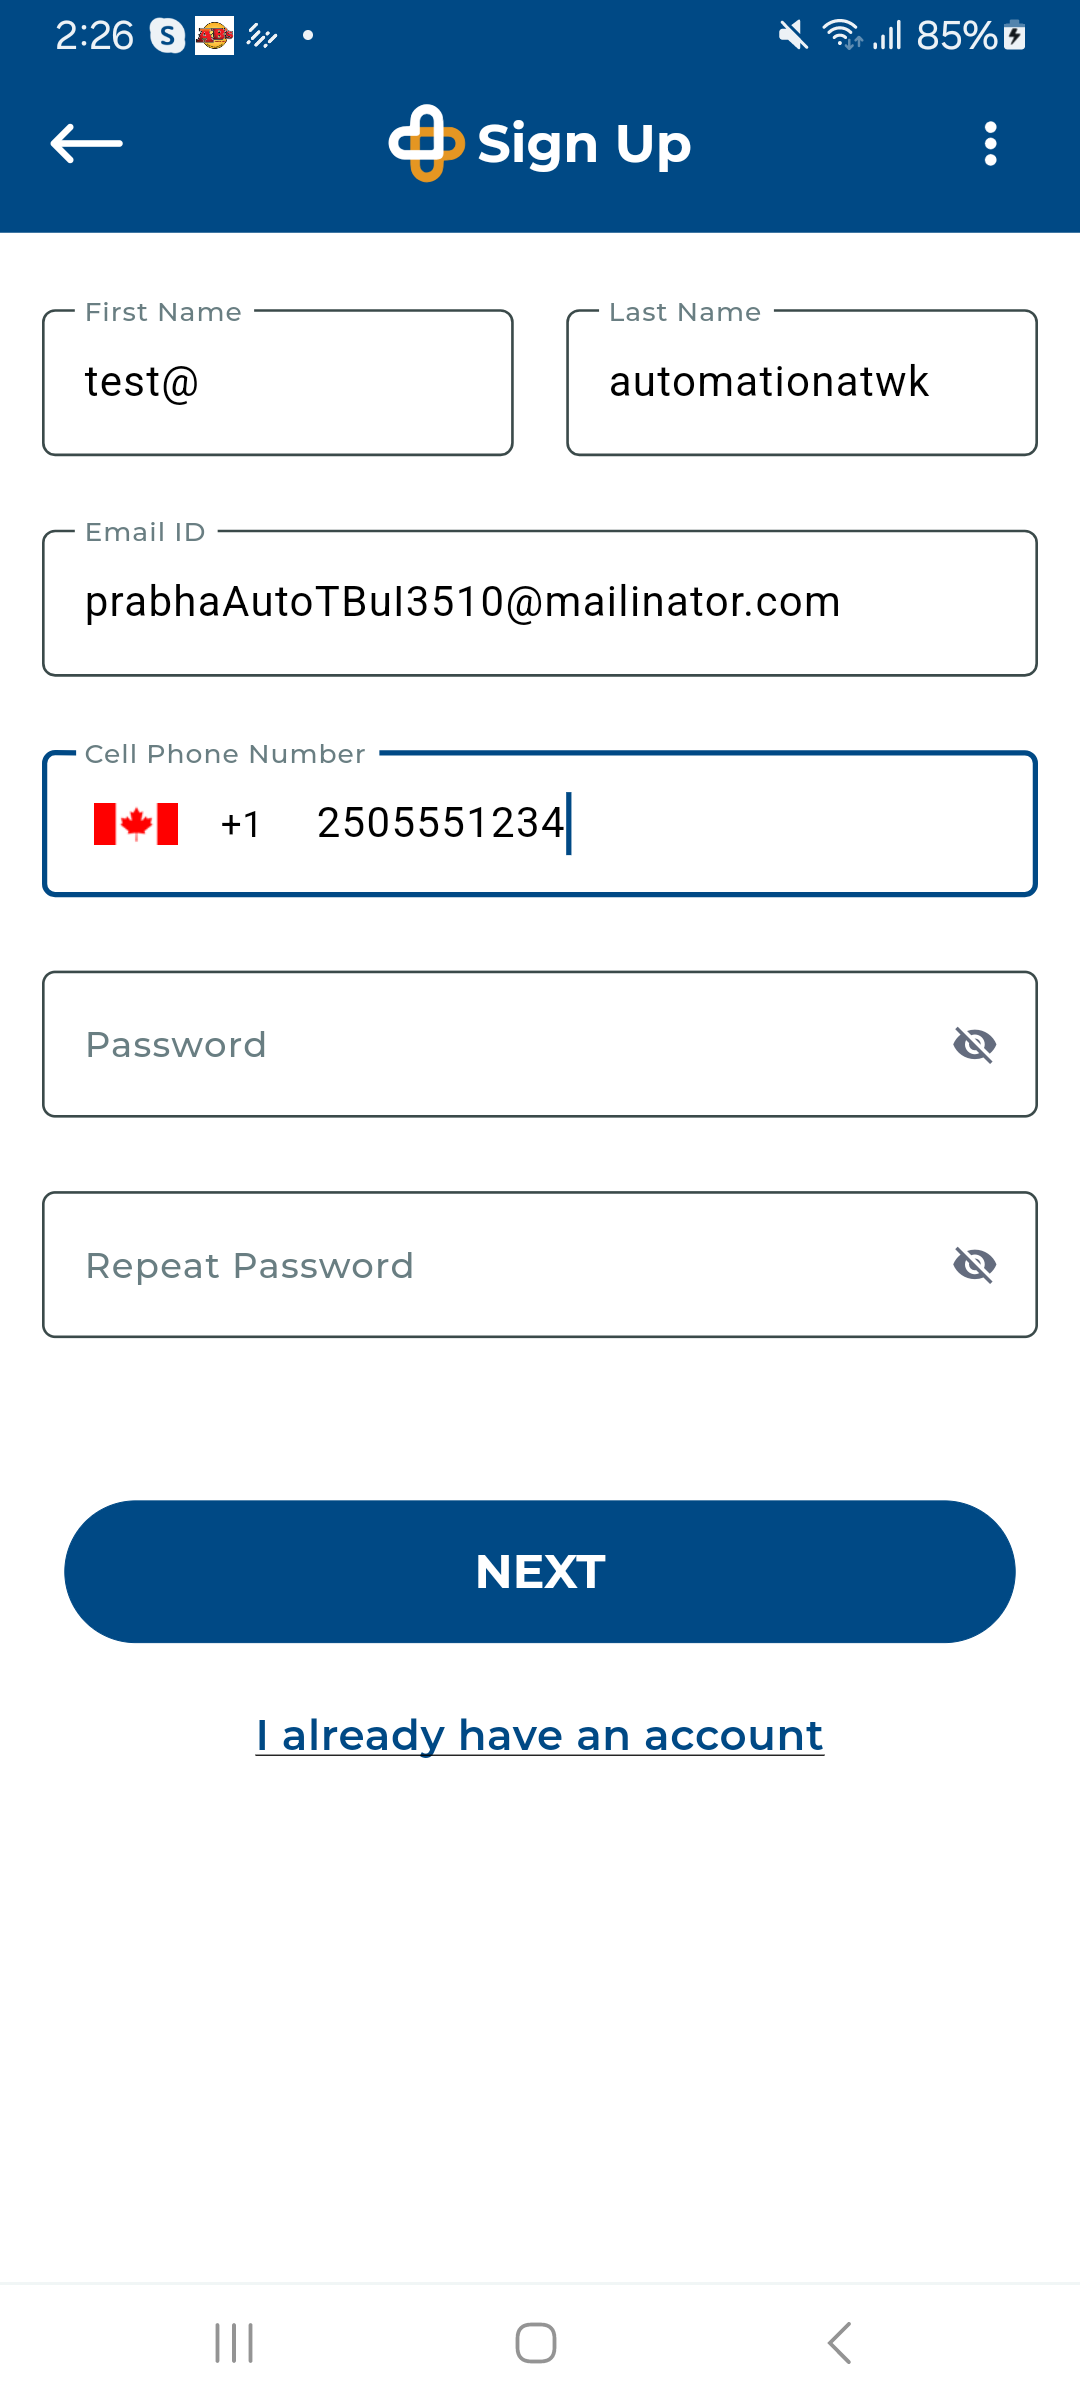 2:26 S 85%
Sign Up
First Name Last Name
test@ automationatwk
Email ID
prabhaAutoTBuI3510@mailinator.com
Cell Phone Number
+1 2505551234
Password
Repeat Password
NEXT
I already have an account